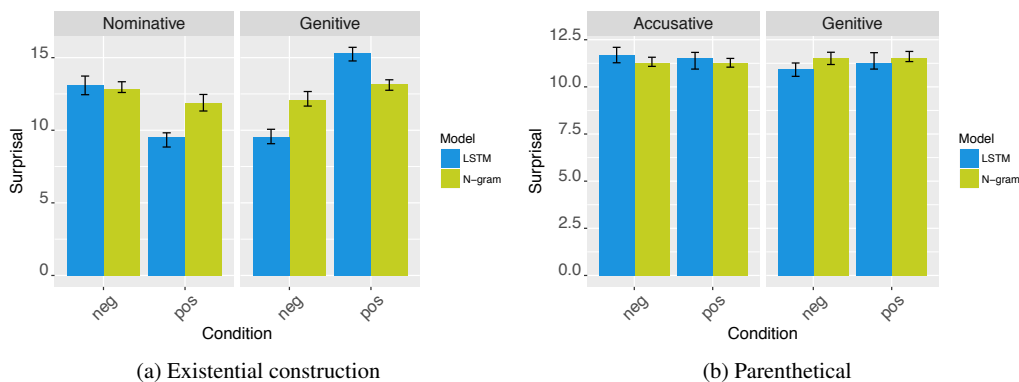 Nominative
Genitive
15
10
5
0
Surprisal
neg
pos
neg
pos
Condition
Model
LSTM
N-gram
(a) Existential construction
Accusative
Genitive
12.5
10.0
7.5
5.0
2.5
0.0
Surprisal
neg
pos
neg
pos
Condition
Model
LSTM
N-gram
(b) Parenthetical